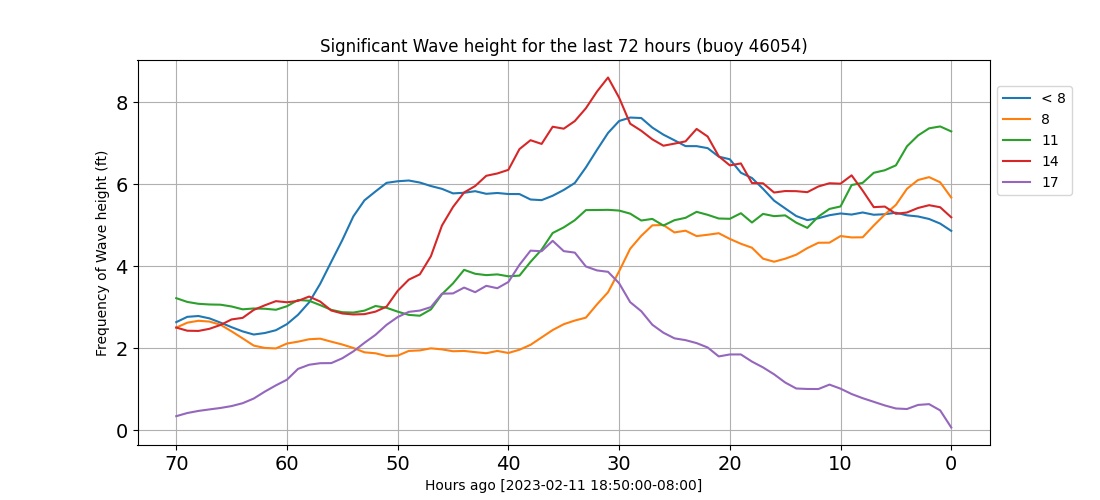 Significant Wave height for the last 72 hours (buoy 46054)
Frequency of Wave height (ft)
8
6
4
2
0
70 60 50 40 30 20 10 0
Hours ago [2023-02-11 18:50:00-08:00]
< 8
8
11
14
17